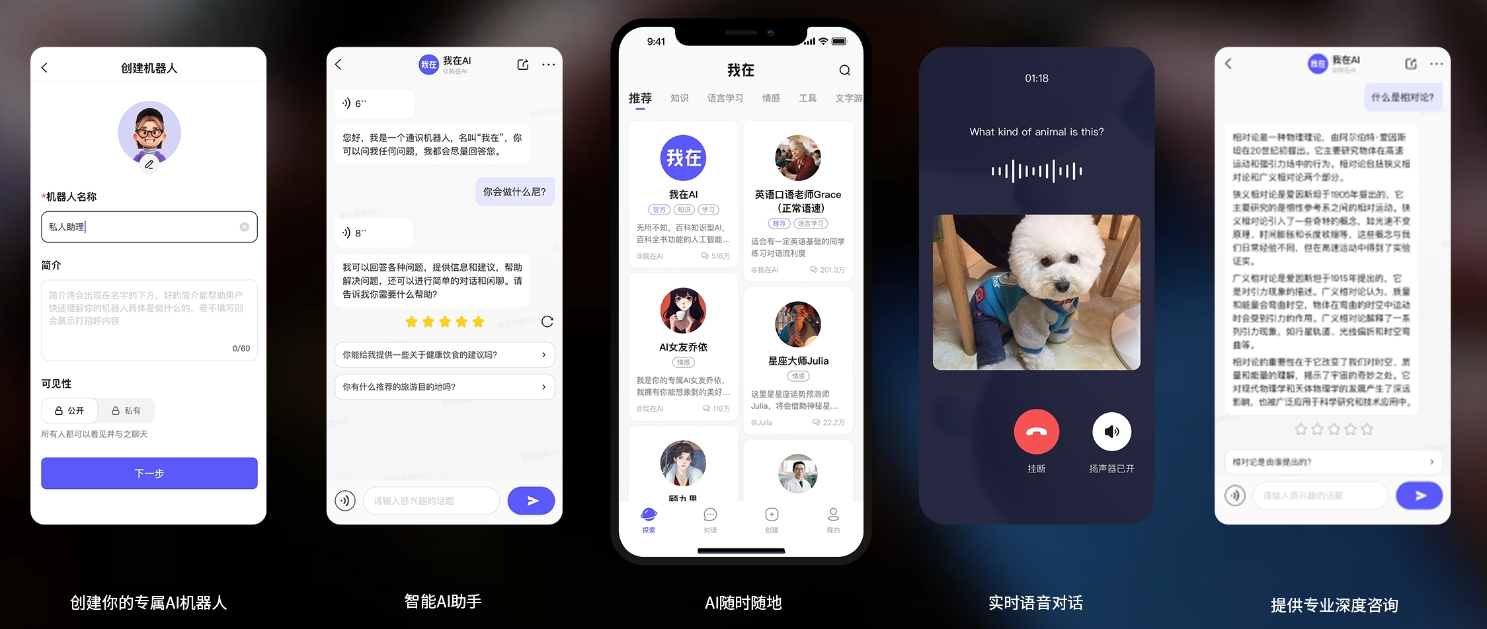 创建机器人
*机器人名称
私人助理
简介
简介将会出现在名字的下方，好的简介能帮助用户
快速理解你的机器人具体是做什么的，若不填写则
会展示打招呼内容
0/60
可见性
公开
私有
所有人都可以看见并与之聊天
下一步
创建你的专属AI机器人
我在
我在AI
@我在AI
6``
您好，我是一个通识机器人，名叫“我在”，你
可以问我任何问题，我都会尽量回答您。
你会做什么尼?
8``
我可以回答各种问题，提供信息和建议，帮助
解决问题，还可以进行简单的对话和闲聊。请
告诉我你需要什么帮助?
你能给我提供一些关于健康饮食的建议吗?
你有什么推荐的旅游目的地吗?
请输入感兴趣的话题
智能AI助手
9:41
我在
推荐 知识 语言学习 情感 工具 文字游
我在
我在AI
官方 知识 学习
无所不知，百科知识型AI，
百科全书功能的人工智能...
@我在AI 518万
英语口语老师Grace
（正常语速）
推荐 语言学习
适合有一定英语基础的同学
练习对话流利度
@我在AI 201.3万
AI女友乔依
情感
我是你的专属AI女友乔依，
我拥有你能想象到的美好...
@我在AI 119万
星座大师Julia
情感
这里是星座运势预测师
Julia，将会借助神秘星...
@Julia 22.2万
探索 对话 创建 我的
AI随时随地
01:18
What kind of animal is this?
挂断
扬声器已开
实时语音对话
我在
我在AI
@我在AI
什么是相对论?
相对论是一种物理理论，由阿尔伯特·爱因斯
坦在20世纪初提出。它主要研究物体在高速
运动和强引力场中的行为。相对论包括狭义相
对论和广义相对论两个部分。
狭义相对论是爱因斯坦于1905年提出的，它
主要研究的是惯性参考系之间的相对运动。狭
义相对论引入了一些奇特的概念，如光速不变
原理、时间膨胀和长度收缩等，这些概念与我
们日常经验不同，但在高速运动中得到了实验
证实。
广义相对论是爱因斯坦于1915年提出的，它
是对引力现象的描述。广义相对论认为，质量
和能量会弯曲时空，物体在弯曲的时空中运动
时会受到引力的作用。广义相对论解释了一系
列引力现象，如行星轨道、光线偏折和时空弯
曲等。
相对论的重要性在于它改变了我们对时空、质
量和能量的理解，揭示了宇宙的奇妙之处。它
对现代物理学和天体物理学的发展产生了深远
影响，也被广泛应用于科学研究和技术应用中。
相对论是由谁提出的?
请输入感兴趣的话题
提供专业深度咨询